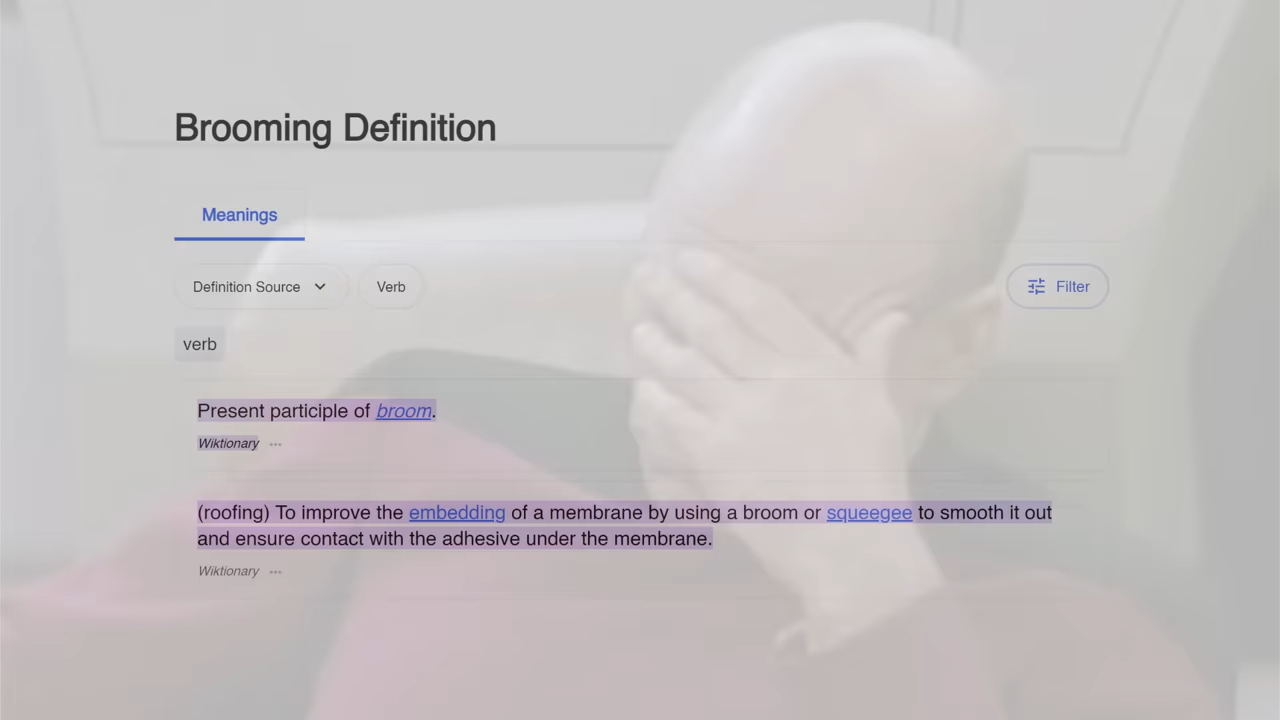 Brooming Definition
Meanings
Definition Source Verb
Filter
verb
Present participle of broom.
Wiktionary
(roofing) To improve the embedding of a membrane by using a broom or squeegee to smooth it out
and ensure contact with the adhesive under the membrane.
Wiktionary